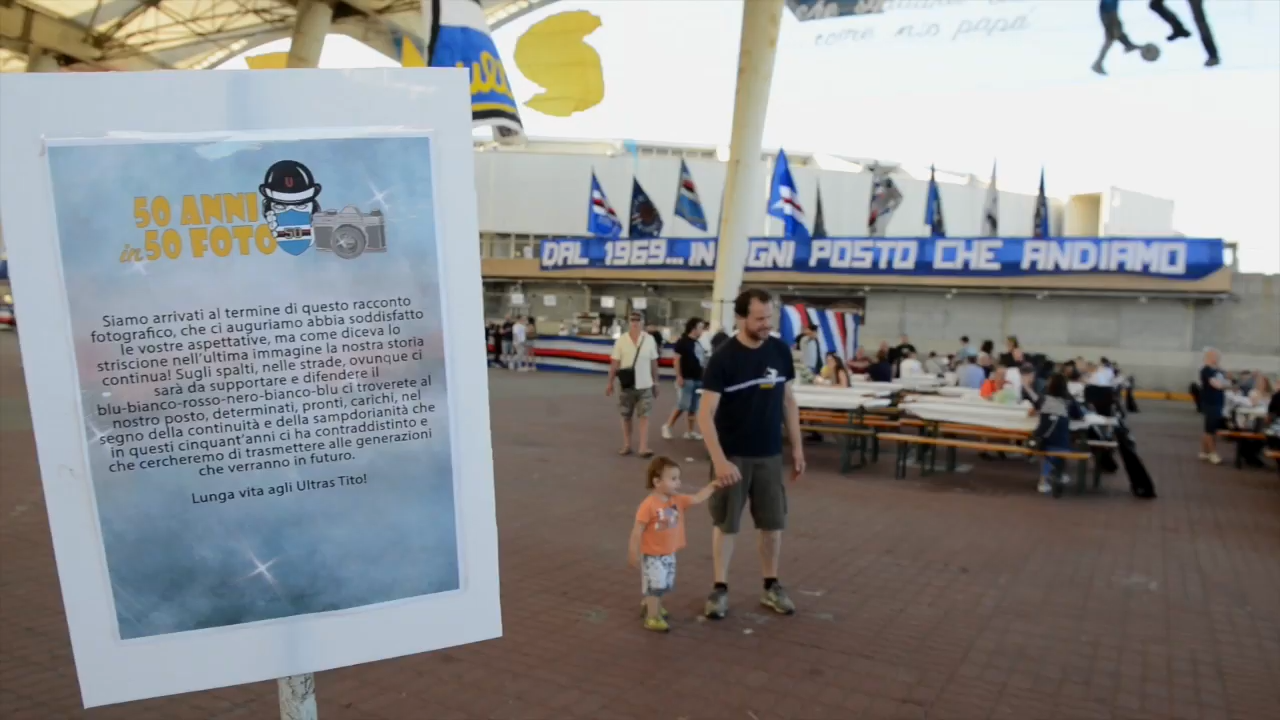 come mio papà
50 ANNI
in 50 FOTO
Siamo arrivati al termine di questo racconto
fotografico, che ci auguriamo abbia soddisfatto
le vostre aspettative, ma come diceva lo
striscione nell'ultima immagine la nostra storia
continua! Sugli spalti, nelle strade, ovunque ci
sarà da supportare e difendere il
blu-bianco-rosso-nero-bianco-blu ci troverete al
nostro posto, determinati, pronti, carichi, nel
segno della continuità e della sampdorianità che
in questi cinquant'anni ci ha contraddistinto e
che cercheremo di trasmettere alle generazioni
che verranno in futuro.
Lunga vita agli Ultras Tito!
DAL 1969... IN OGNI POSTO CHE ANDIAMO